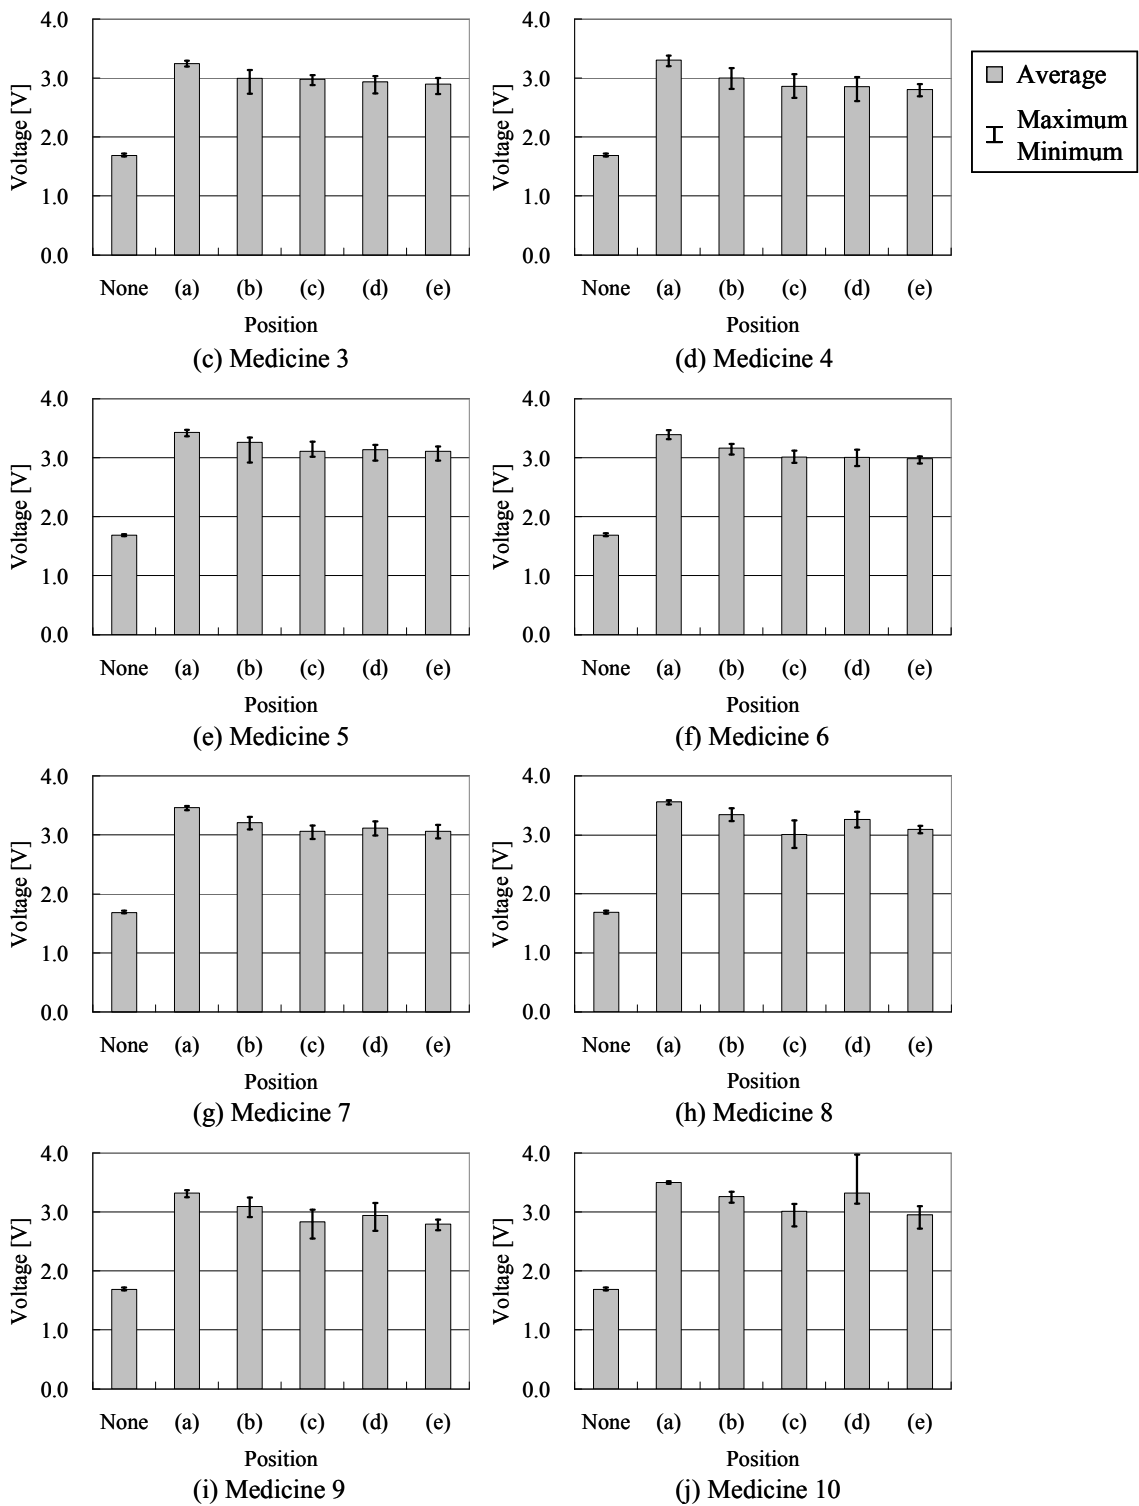 4.0
3.0
2.0
1.0
0.0
Voltage [V]
None (a) (b) (c) (d) (e)
Position
(c) Medicine 3
4.0
3.0
2.0
1.0
0.0
Voltage [V]
None (a) (b) (c) (d) (e)
Position
(d) Medicine 4
Average
Maximum
Minimum
4.0
3.0
2.0
1.0
0.0
Voltage [V]
None (a) (b) (c) (d) (e)
Position
(e) Medicine 5
4.0
3.0
2.0
1.0
0.0
Voltage [V]
None (a) (b) (c) (d) (e)
Position
(f) Medicine 6
4.0
3.0
2.0
1.0
0.0
Voltage [V]
None (a) (b) (c) (d) (e)
Position
(g) Medicine 7
4.0
3.0
2.0
1.0
0.0
Voltage [V]
None (a) (b) (c) (d) (e)
Position
(h) Medicine 8
4.0
3.0
2.0
1.0
0.0
Voltage [V]
None (a) (b) (c) (d) (e)
Position
(i) Medicine 9
4.0
3.0
2.0
1.0
0.0
Voltage [V]
None (a) (b) (c) (d) (e)
Position
(j) Medicine 10